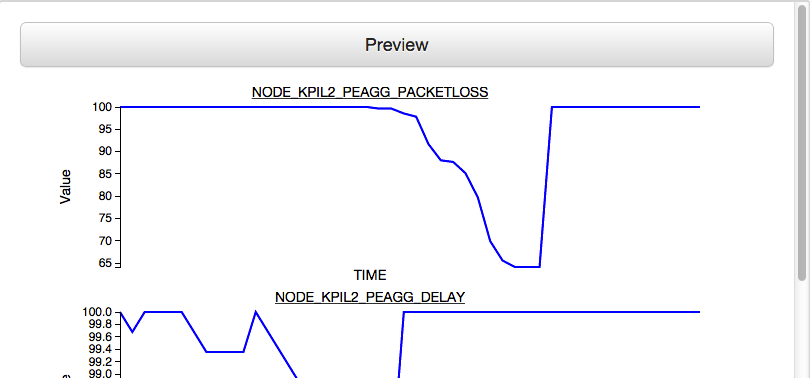 Preview
NODE_KPIL2_PEAGG_PACKETLOSS
100
95
90
85
80
75
70
65
Value
TIME
NODE_KPIL2_PEAGG_DELAY
100.0
99.8
99.6
99.4
99.2
99.0